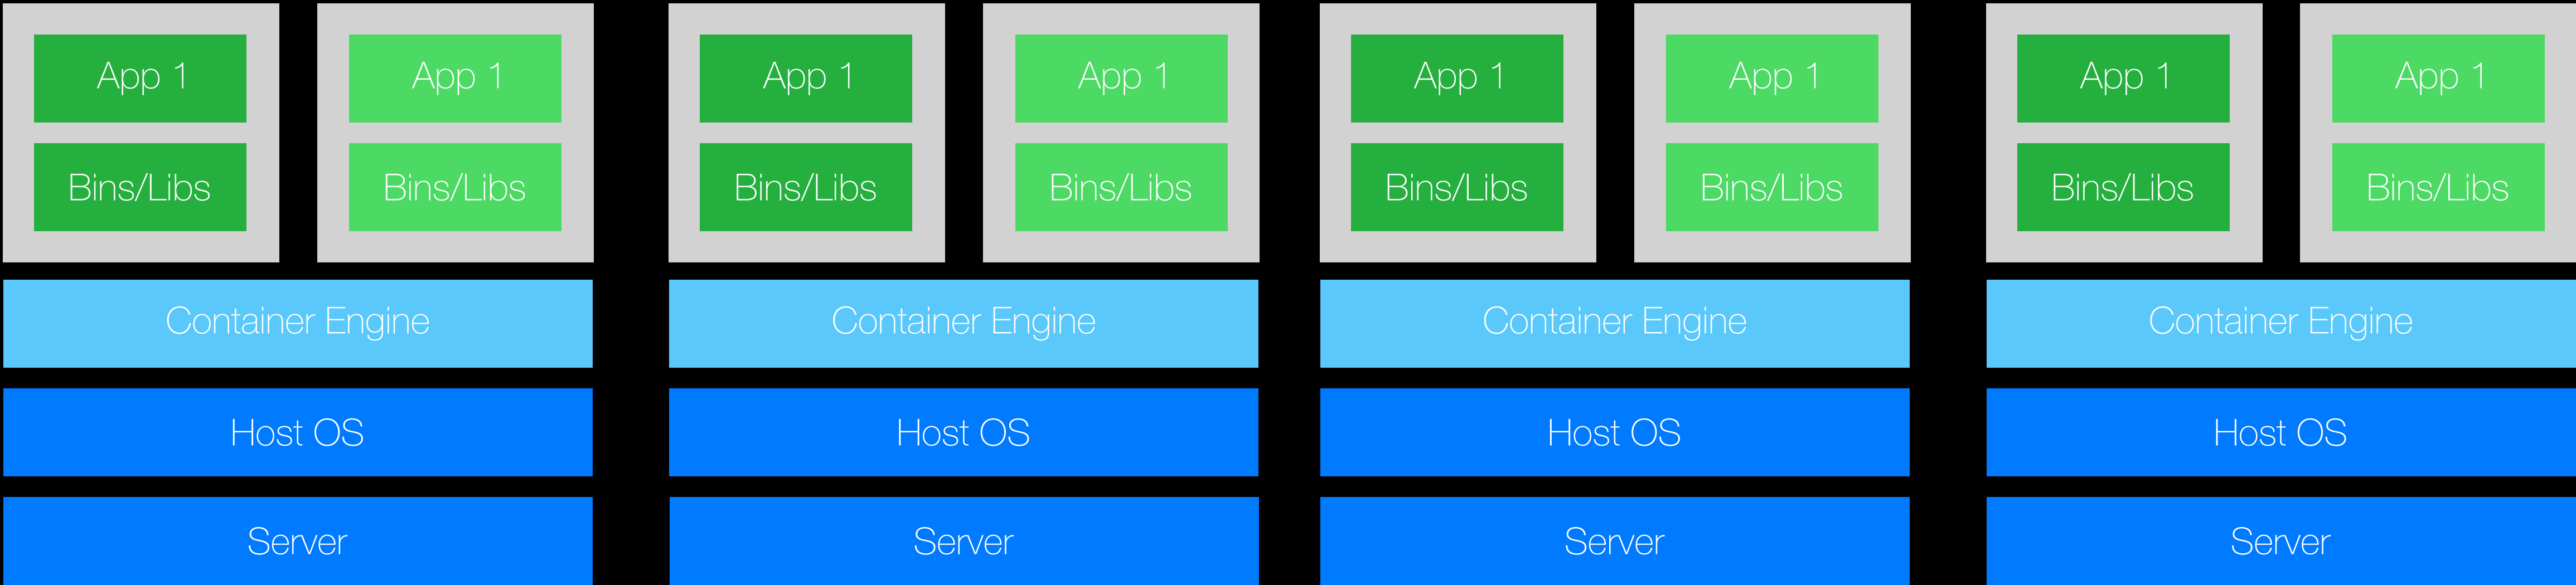 App 1
App 1
App 1
App 1
App 1
App 1
App 1
App 1
Bins/Libs
Bins/Libs
Bins/Libs
Bins/Libs
Bins/Libs
Bins/Libs
Bins/Libs
Bins/Libs
Container Engine
Container Engine
Container Engine
Container Engine
Host OS
Host OS
Host OS
Host OS
Server
Server
Server
Server